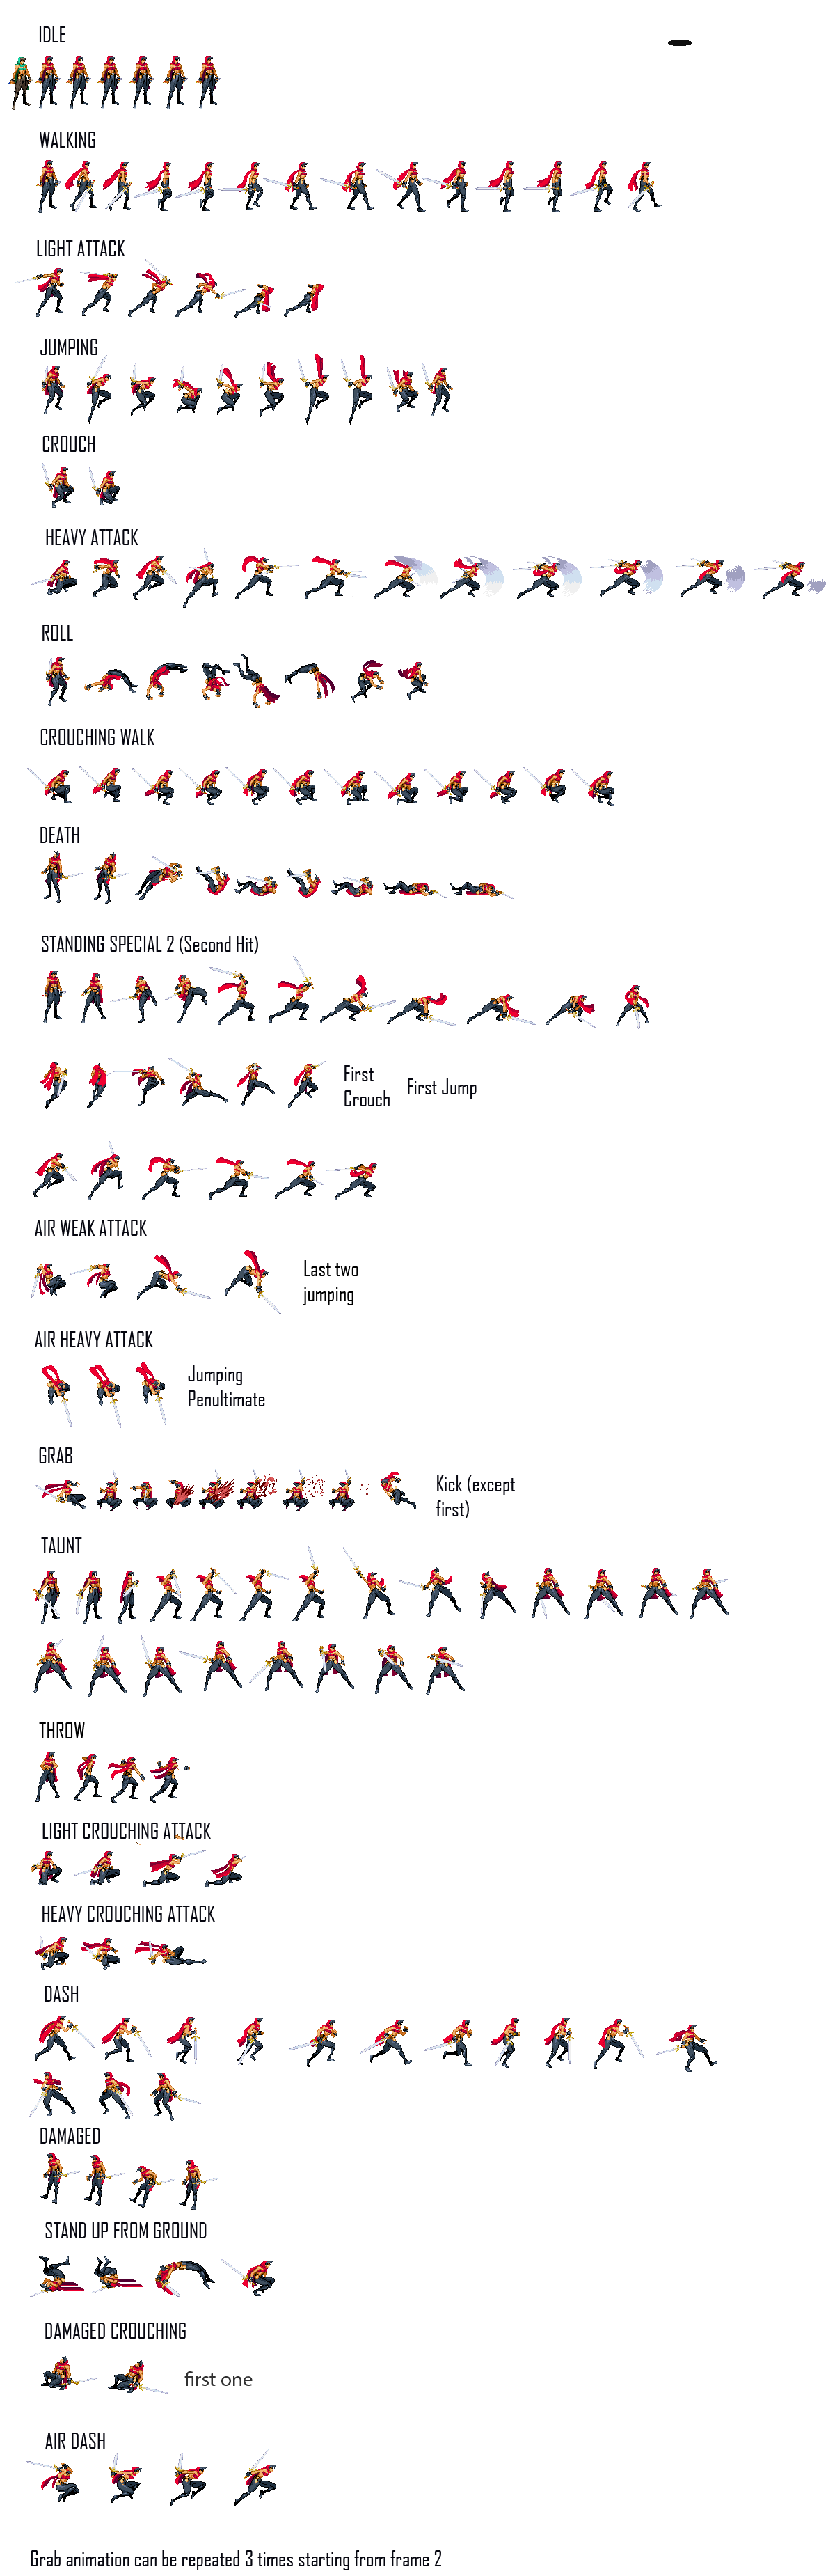 IDLE
WALKING
LIGHT ATTACK
JUMPING
CROUCH
HEAVY ATTACK
ROLL
CROUCHING WALK
DEATH
STANDING SPECIAL 2 (Second Hit)
First
Crouch
First Jump
AIR WEAK ATTACK
Last two
jumping
AIR HEAVY ATTACK
Jumping
Penultimate
GRAB
Kick (except
first)
TAUNT
THROW
LIGHT CROUCHING ATTACK
HEAVY CROUCHING ATTACK
DASH
DAMAGED
STAND UP FROM GROUND
DAMAGED CROUCHING
first one
AIR DASH
Grab animation can be repeated 3 times starting from frame 2